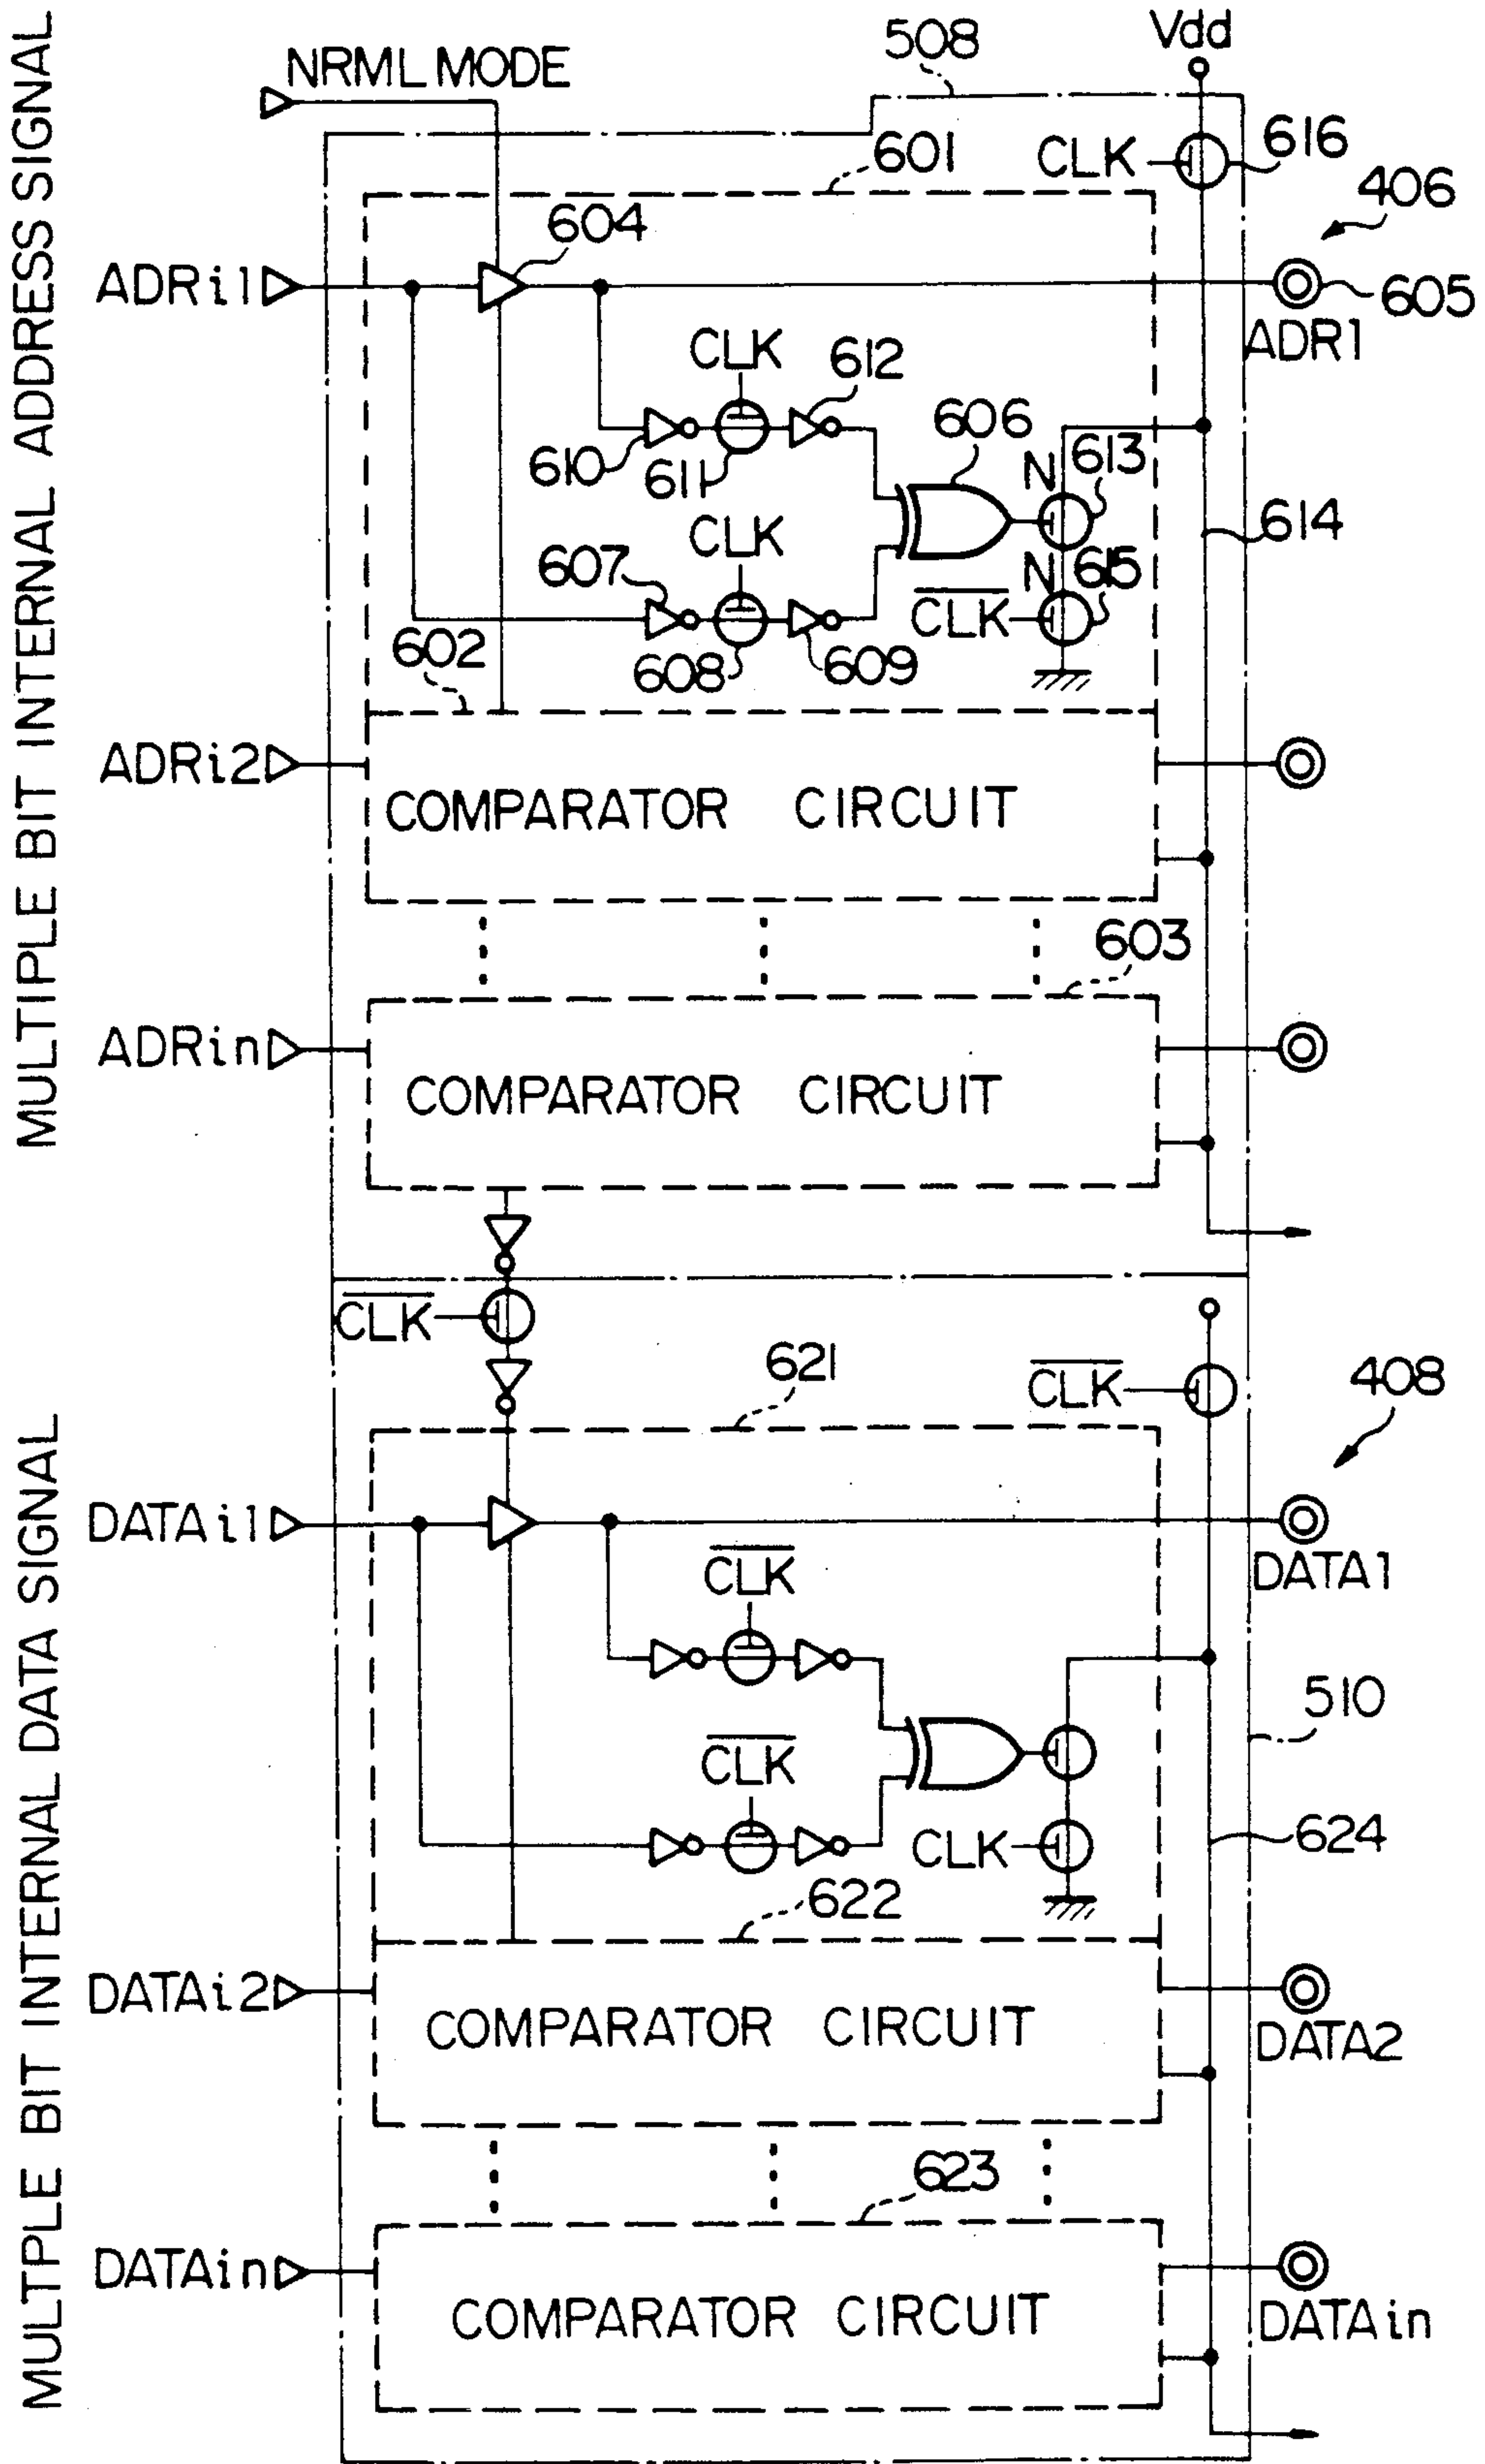 MULTIPLE BIT INTERNAL ADDRESS SIGNAL
NRML MODE
508
Vdd
CLK
616
601
406
604
ADRi1
605
ADR1
CLK
612
606
610
611
N
613
614
CLK
607
N
615
CLK
602
608
609
ADRi2
COMPARATOR CIRCUIT
603
ADRin
COMPARATOR CIRCUIT
MULTPLE BIT INTERNAL DATA SIGNAL
CLK
621
CLK
408
DATAi1
DATA1
CLK
510
CLK
CLK
624
622
DATAi2
COMPARATOR CIRCUIT
DATA2
623
DATAin
COMPARATOR CIRCUIT
DATAin